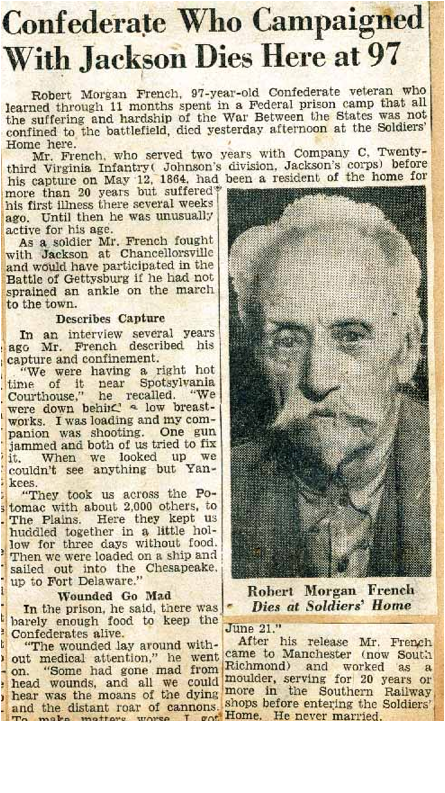 Confederate Who Campaigned
With Jackson Dies Here at 97
Robert Morgan French, 97-year-old Confederate veteran who
learned through 11 months spent in a Federal prison camp that all
the suffering and hardship of the War Between the States was not
confined to the battlefield, died yesterday afternoon at the Soldiers'
Home here.
Mr. French, who served two years with Company C, Twenty-
third Virginia Infantry( Johnson's division, Jackson's corps) before
his capture on May 12, 1864, had been a resident of the home for
more than 20 years but suffered
his first illness there several weeks
ago. Until then he was unusually
active for his age.
As a soldier Mr. French fought
with Jackson at Chancellorsville
and would have participated in the
Battle of Gettysburg if he had not
sprained an ankle on the march
to the town.
Describes Capture
In an interview several years
ago Mr. French described his
capture and confinement.
"We were having a right hot
time of it near Spotsylvania
Courthouse," he recalled. "We
were down behind a low breast-
works. I was loading and my com-
panion was shooting. One gun
jammed and both of us tried to fix
it. When we looked up we
couldn't see anything but Yan-
kees.
"They took us across the Po-
tomac with about 2,000 others, to
The Plains. Here they kept us
huddled together in a little hol-
low for three days without food.
Then we were loaded on a ship and
sailed out into the Chesapeake,
up to Fort Delaware."
Wounded Go Mad
In the prison, he said, there was
barely enough food to keep the
Confederates alive.
"The wounded lay around with-
out medical attention," he went
on. "Some had gone mad from
head wounds, and all we could
hear was the moans of the dying
and the distant roar of cannons.
To make matters worse I got
Robert Morgan French
Dies at Soldiers' Home
June 21."
After his release Mr. French
came to Manchester (now South
Richmond) and worked as a
moulder, serving for 20 years or
more in the Southern Railway
shops before entering the Soldiers'
Home. He never married.